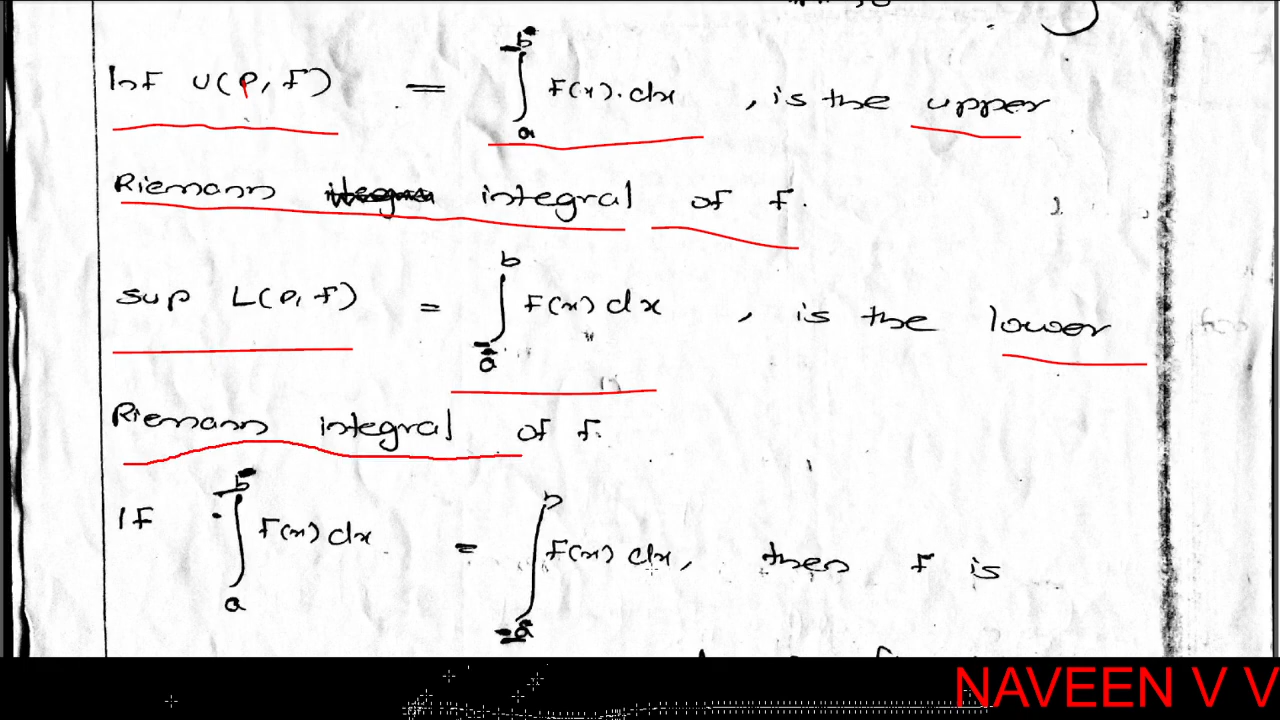 Inf U(P, f) = ∫_a^b̄ f(x).dx , is the upper
Riemann integral of f.
sup L(P, f) = ∫_a̲^b f(x) dx , is the lower
Riemann integral of f.
If ∫_a^b̄ f(x) dx = ∫_a̲^b f(x) dx, then f is
NAVEEN V V